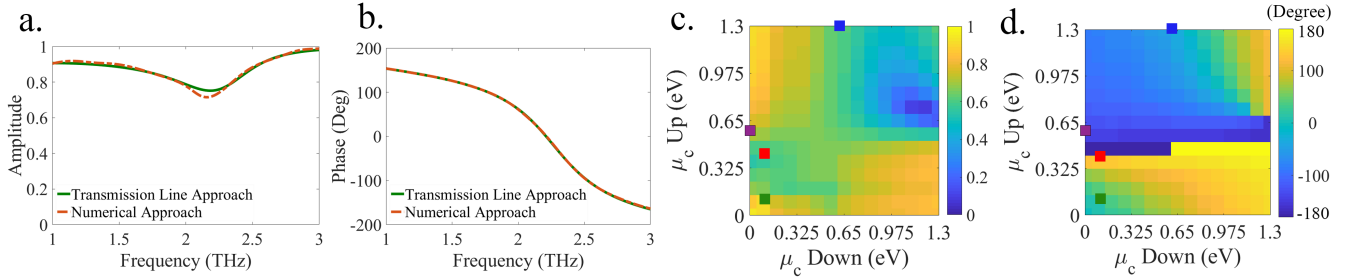 a.
1
0.8
0.6
0.4
0.2
0
Amplitude
Transmission Line Approach
Numerical Approach
1 1.5 2 2.5 3
Frequency (THz)
b.
200
100
0
-100
-200
Phase (Deg)
Transmission Line Approach
Numerical Approach
1 1.5 2 2.5 3
Frequency (THz)
c.
1.3
0.975
0.65
0.325
0
μc Up (eV)
0 0.325 0.65 0.975 1.3
μc Down (eV)
1
0.8
0.6
0.4
0.2
0
d.
(Degree)
1.3
0.975
0.65
0.325
0
μc Up (eV)
0 0.325 0.65 0.975 1.3
μc Down (eV)
180
100
0
-100
-180